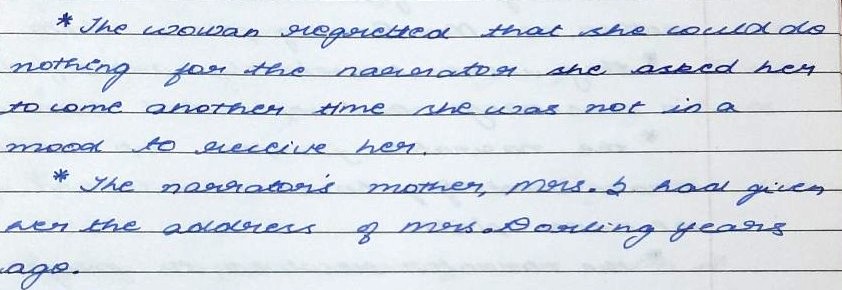 * The wowan regretted that she could do
nothing for the narrator she asked her
to come another time she was not in a
mood to receive her.
* The narrator's mother, Mrs. S had given
her the address of Mrs. Dorling years
ago.